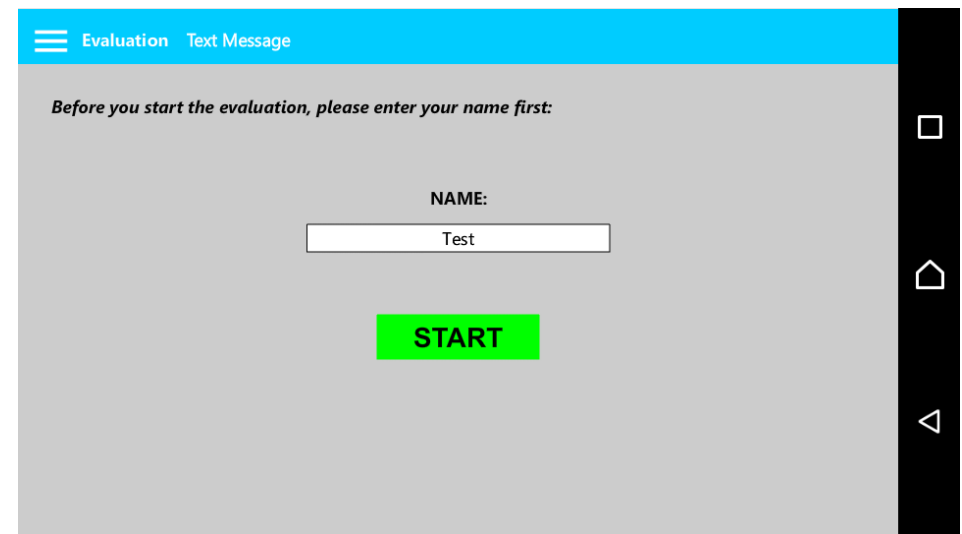 Evaluation Text Message
Before you start the evaluation, please enter your name first:
NAME:
Test
START